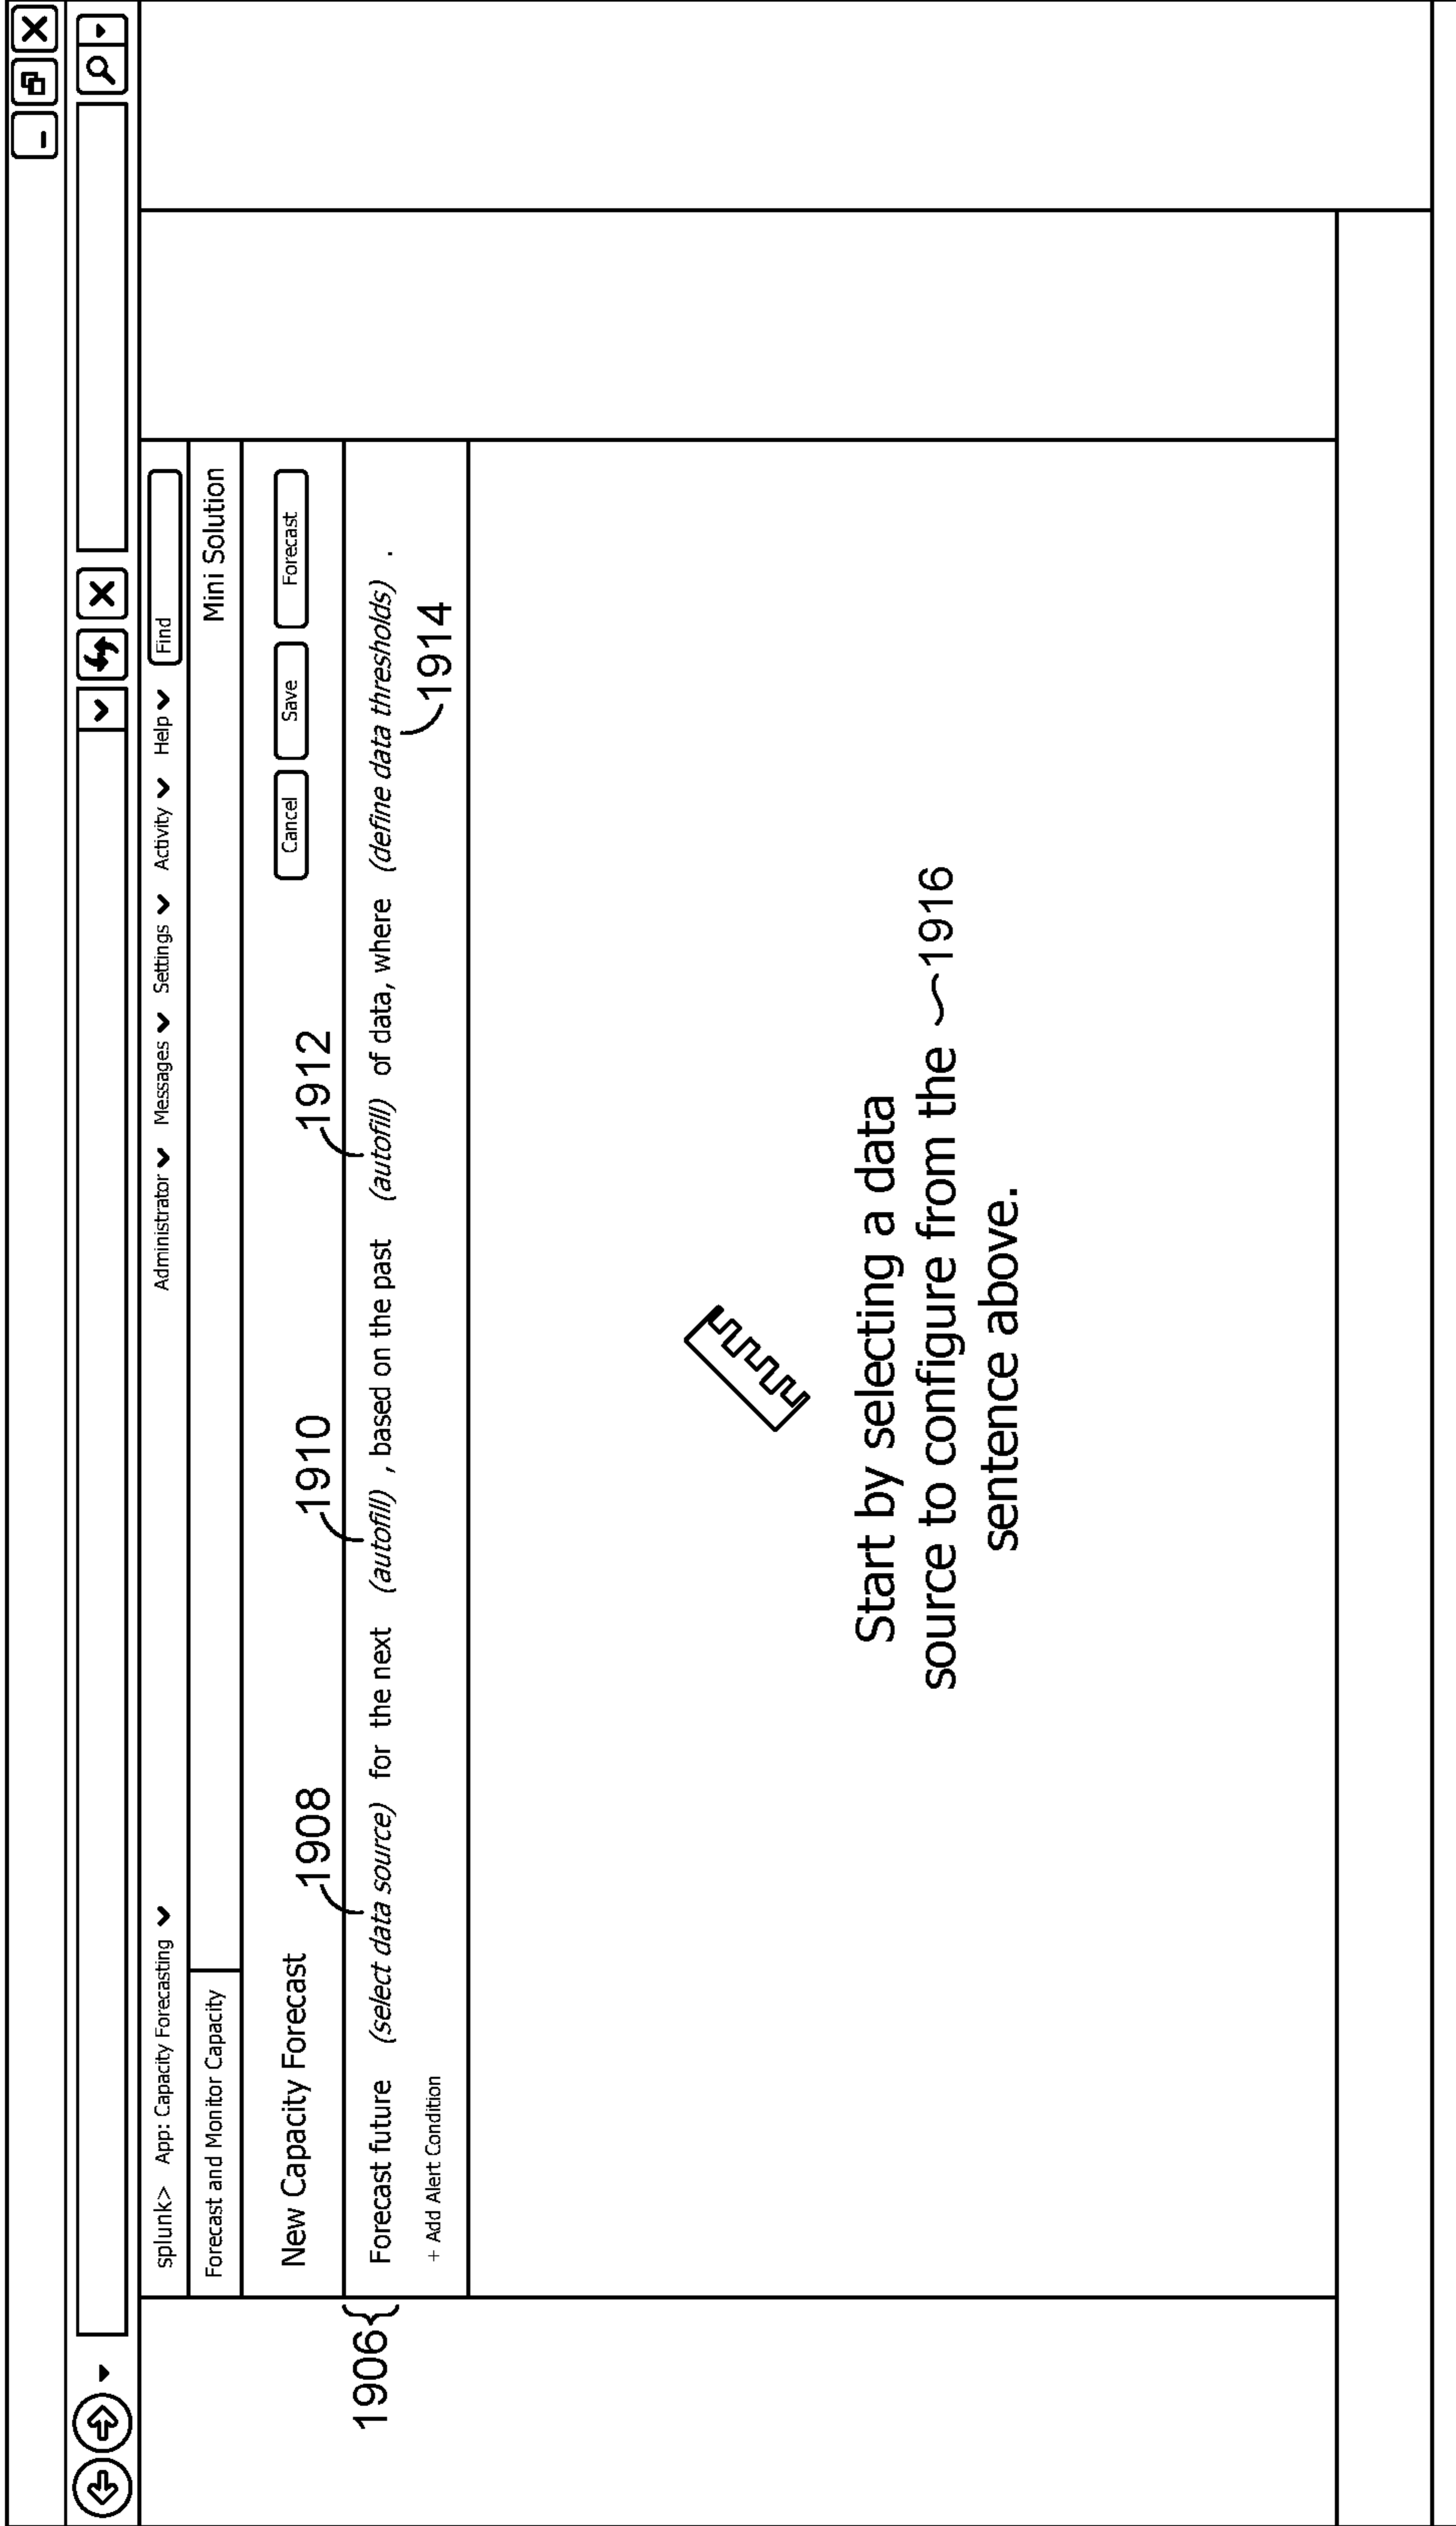 splunk> App: Capacity Forecasting Administrator Messages Settings Activity Help Find
Forecast and Monitor Capacity Mini Solution
New Capacity Forecast Cancel Save Forecast
1908 1910 1912
1906 Forecast future (select data source) for the next (autofill) , based on the past (autofill) of data, where (define data thresholds) .
+ Add Alert Condition 1914
Start by selecting a data
source to configure from the 1916
sentence above.